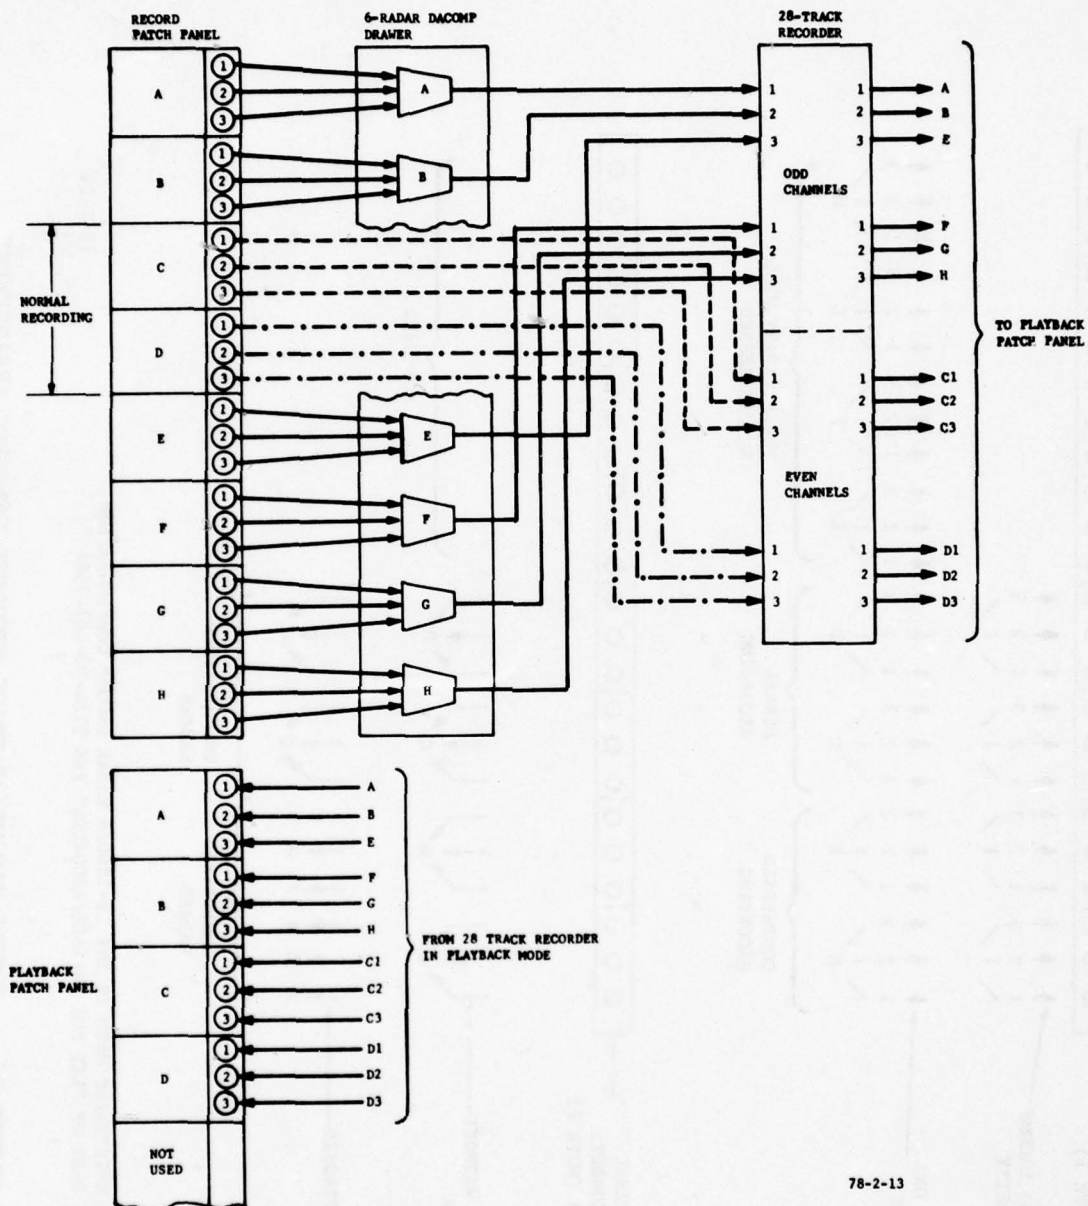 RECORD
PATCH PANEL
6-RADAR DACOMP
DRAWER
28-TRACK
RECORDER
A
1
2
3
A
B
1
2
3
B
NORMAL
RECORDING
C
1
2
3
D
1
2
3
E
1
2
3
E
F
1
2
3
F
G
1
2
3
G
H
1
2
3
H
1 1 A
2 2 B
3 3 E
ODD
CHANNELS
1 1 F
2 2 G
3 3 H
TO PLAYBACK
PATCH PANEL
1 1 C1
2 2 C2
3 3 C3
EVEN
CHANNELS
1 1 D1
2 2 D2
3 3 D3
PLAYBACK
PATCH PANEL
A
1 A
2 B
3 E
B
1 F
2 G
3 H
C
1 C1
2 C2
3 C3
D
1 D1
2 D2
3 D3
FROM 28 TRACK RECORDER
IN PLAYBACK MODE
NOT
USED
78-2-13